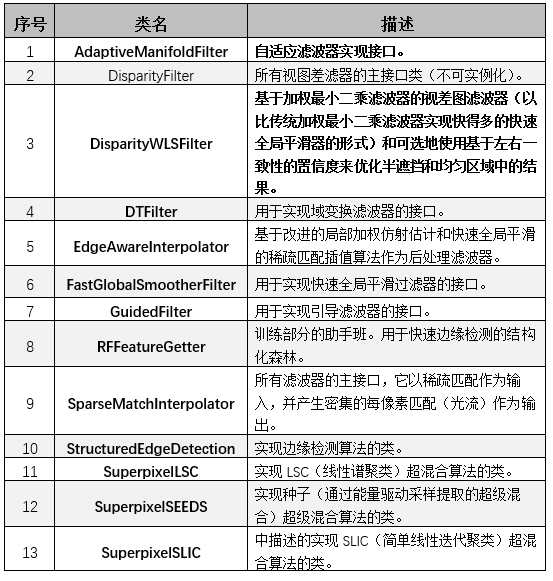 序号 类名 描述
1 AdaptiveManifoldFilter 自适应滤波器实现接口。
2 DisparityFilter 所有视图差滤器的主接口类（不可实例化）。
3 DisparityWLSFilter 基于加权最小二乘滤波器的视差图滤波器（以
比传统加权最小二乘滤波器实现快得多的快速
全局平滑器的形式）和可选地使用基于左右一
致性的置信度来优化半遮挡和均匀区域中的结
果。
4 DTFilter 用于实现域变换滤波器的接口。
5 EdgeAwareInterpolator 基于改进的局部加权仿射估计和快速全局平滑
的稀疏匹配插值算法作为后处理滤波器。
6 FastGlobalSmootherFilter 用于实现快速全局平滑过滤器的接口。
7 GuidedFilter 用于实现引导滤波器的接口。
8 RFFeatureGetter 训练部分的助手班。用于快速边缘检测的结构
化森林。
9 SparseMatchInterpolator 所有滤波器的主接口，它以稀疏匹配作为输
入，并产生密集的每像素匹配（光流）作为输
出。
10 StructuredEdgeDetection 实现边缘检测算法的类。
11 SuperpixelLSC 实现 LSC（线性谱聚类）超混合算法的类。
12 SuperpixelSEEDS 实现种子（通过能量驱动采样提取的超级混
合）超级混合算法的类。
13 SuperpixelSLIC 中描述的实现 SLIC（简单线性迭代聚类）超混
合算法的类。